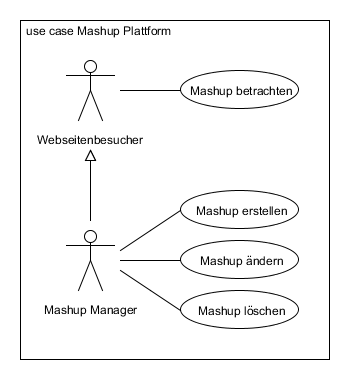 use case Mashup Plattform
Mashup betrachten
Webseitenbesucher
Mashup erstellen
Mashup ändern
Mashup löschen
Mashup Manager